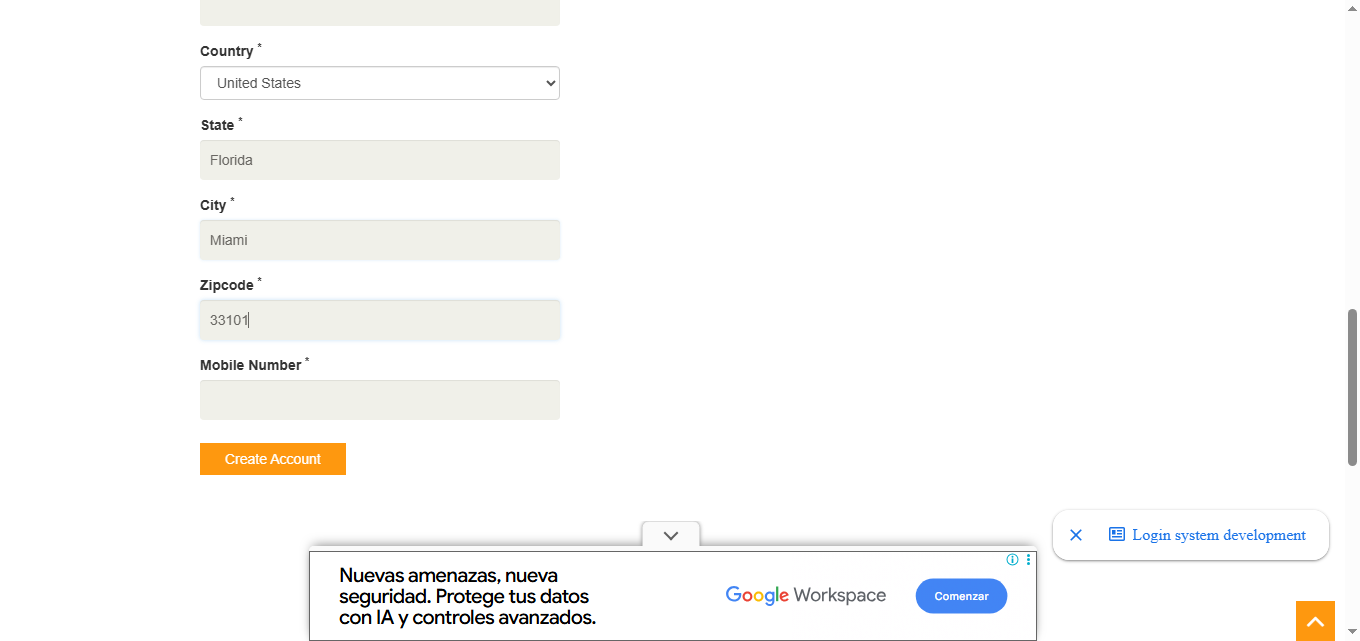 Country *
United States
State *
Florida
City *
Miami
Zipcode *
33101
Mobile Number *
Create Account
Login system development
Nuevas amenazas, nueva
seguridad. Protege tus datos
con IA y controles avanzados.
Google Workspace
Comenzar